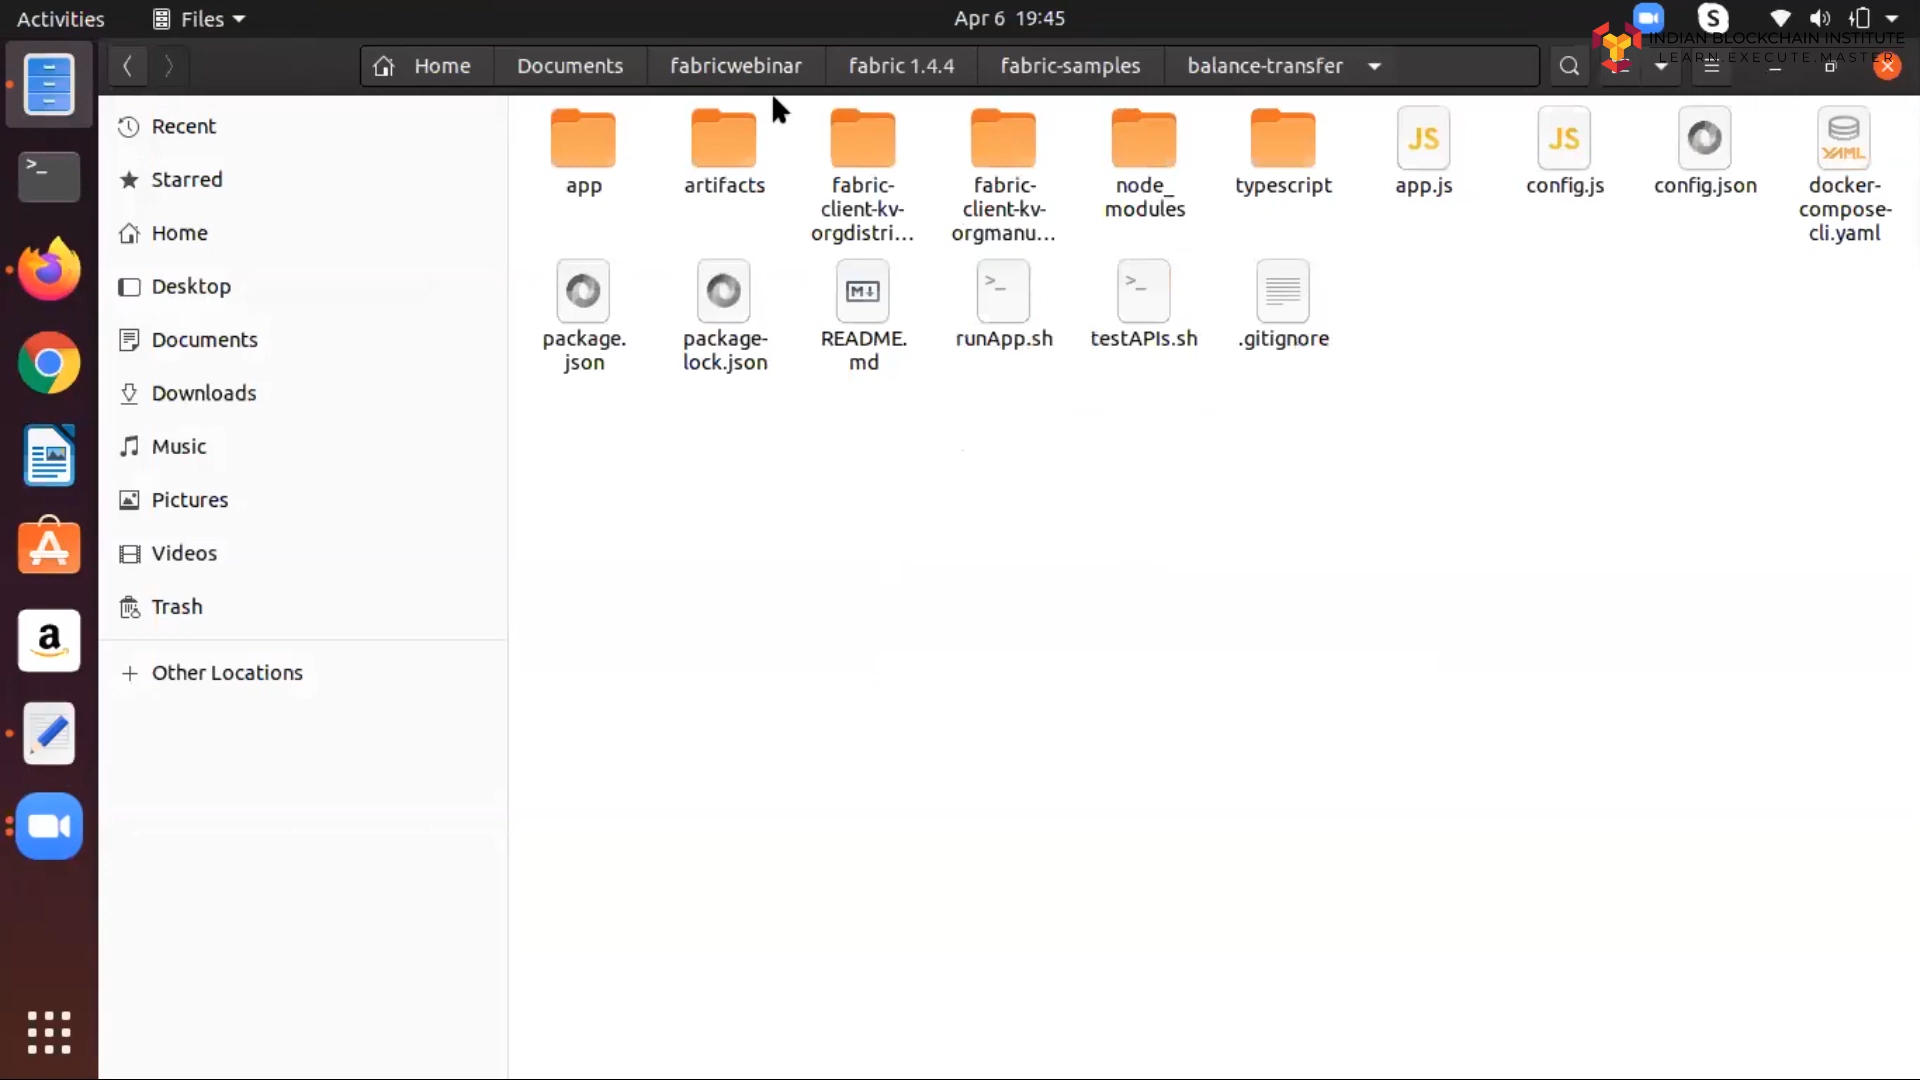 Activities Files Apr 6 19:45 S
INDIAN BLOCKCHAIN INSTITUTE
LEARN.EXECUTE.MASTER
Home Documents fabricwebinar fabric 1.4.4 fabric-samples balance-transfer
Recent
Starred
Home
Desktop
Documents
Downloads
Music
Pictures
Videos
Trash
+ Other Locations
>_
A
a
JS
JS
YAML
app
artifacts
fabric-
client-kv-
orgdistri...
fabric-
client-kv-
orgmanu...
node_
modules
typescript
app.js
config.js
config.json
docker-
compose-
cli.yaml
M↓
>_
>_
package.
json
package-
lock.json
README.
md
runApp.sh
testAPIs.sh
.gitignore